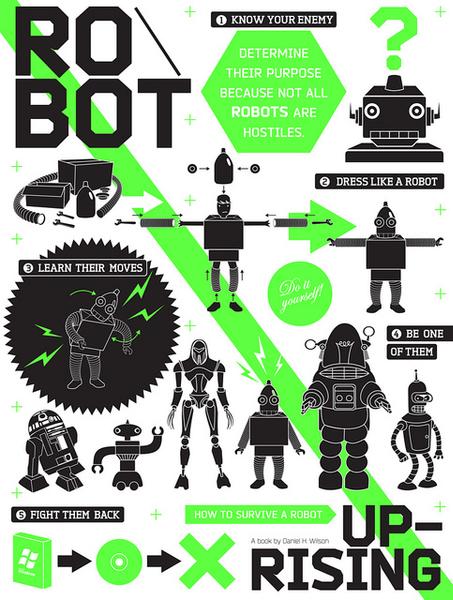 RO\
BOT
1 KNOW YOUR ENEMY
DETERMINE
THEIR PURPOSE
BECAUSE NOT ALL
ROBOTS ARE
HOSTILES.
?
2 DRESS LIKE A ROBOT
3 LEARN THEIR MOVES
Do it
yourself!
4 BE ONE
OF THEM
5 FIGHT THEM BACK
HOW TO SURVIVE A ROBOT
UP-
A book by Daniel H. Wilson
RISING